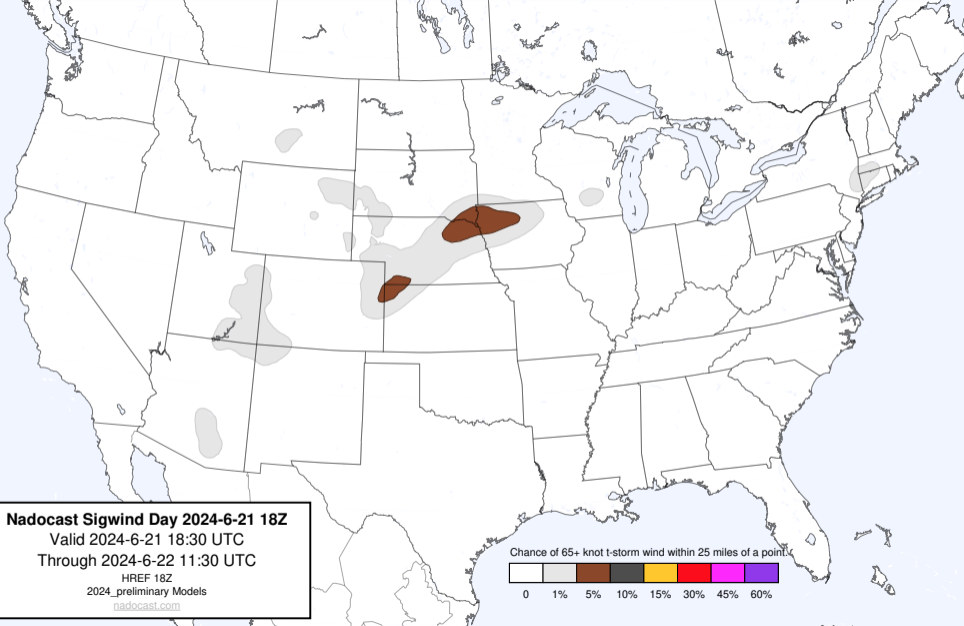 Nadocast Sigwind Day 2024-6-21 18Z
Valid 2024-6-21 18:30 UTC
Through 2024-6-22 11:30 UTC
HREF 18Z
2024_preliminary Models
nadocast.com
Chance of 65+ knot t-storm wind within 25 miles of a point.
0 1% 5% 10% 15% 30% 45% 60%